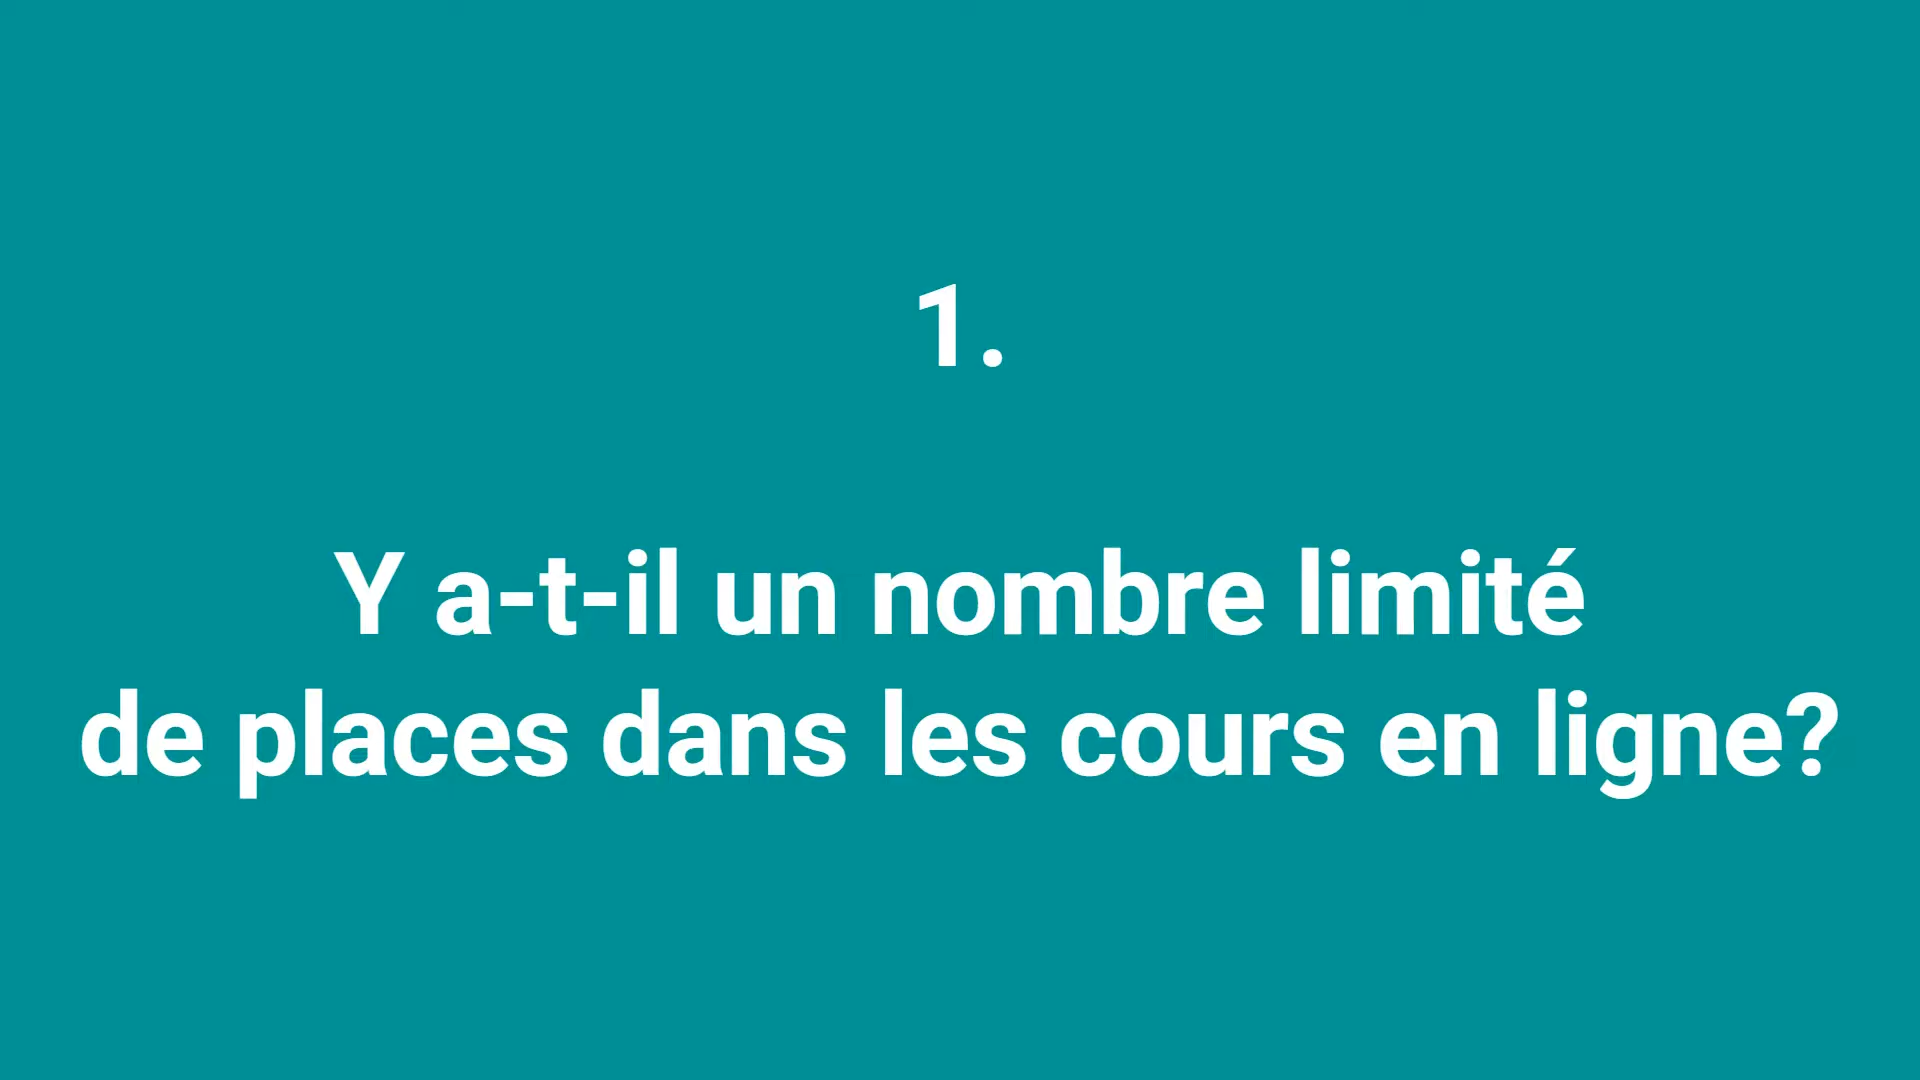 1.
Y a-t-il un nombre limité
de places dans les cours en ligne?